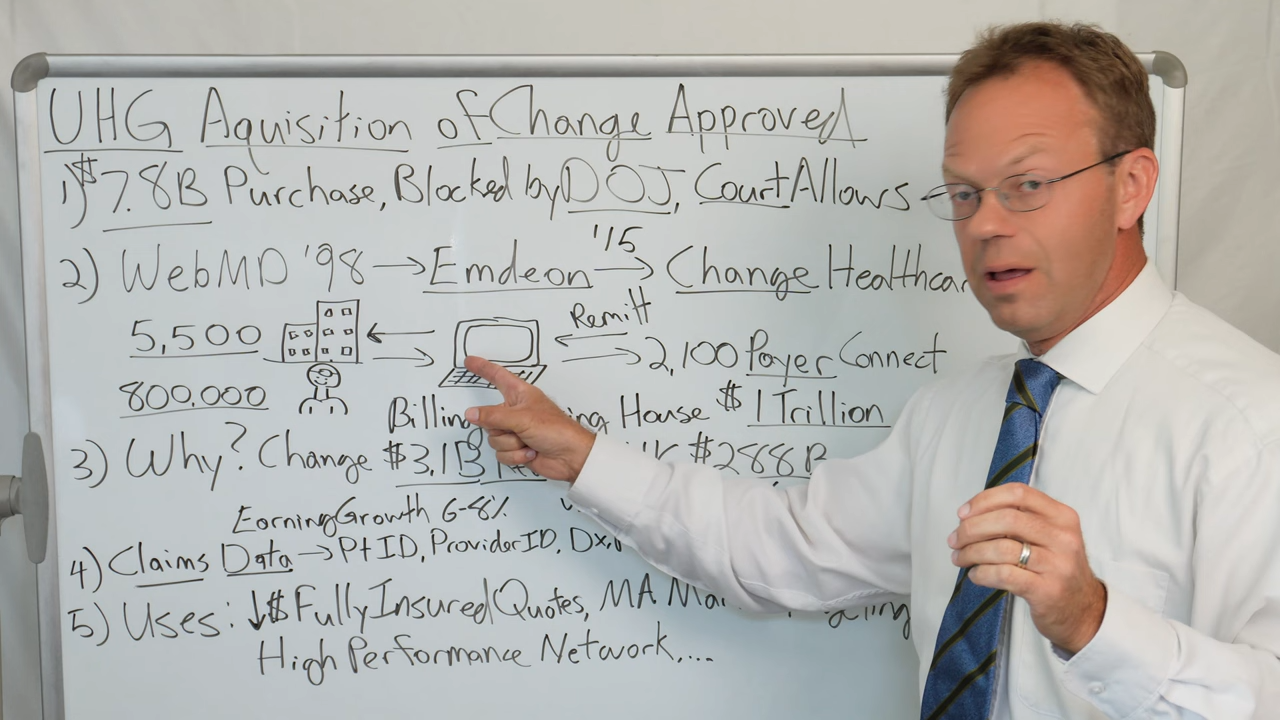 UHG Aquisition of Change Approved
1) $7.8B Purchase, Blocked by DOJ, Court Allows
2) WebMD '98 → Emdeon '15 → Change Healthcar
5,500
Remitt
2,100 Payer Connect
800,000
Billing House $1 Trillion
3) Why? Change $3.1B $288B
Earning Growth 6-8%
4) Claims Data → Pt ID, Provider ID, Dx,
5) Uses: ↓$ Fully Insured Quotes, MA
High Performance Network,...